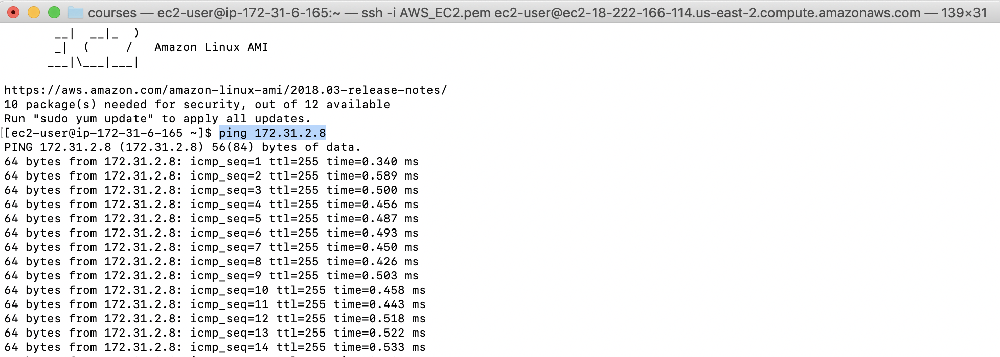 courses — ec2-user@ip-172-31-6-165:~ — ssh -i AWS_EC2.pem ec2-user@ec2-18-222-166-114.us-east-2.compute.amazonaws.com — 139×31
       __|  __|_  )
       _|  (     /   Amazon Linux AMI
      ___|\___|___|
https://aws.amazon.com/amazon-linux-ami/2018.03-release-notes/
10 package(s) needed for security, out of 12 available
Run "sudo yum update" to apply all updates.
[[ec2-user@ip-172-31-6-165 ~]$ ping 172.31.2.8
PING 172.31.2.8 (172.31.2.8) 56(84) bytes of data.
64 bytes from 172.31.2.8: icmp_seq=1 ttl=255 time=0.340 ms
64 bytes from 172.31.2.8: icmp_seq=2 ttl=255 time=0.589 ms
64 bytes from 172.31.2.8: icmp_seq=3 ttl=255 time=0.500 ms
64 bytes from 172.31.2.8: icmp_seq=4 ttl=255 time=0.456 ms
64 bytes from 172.31.2.8: icmp_seq=5 ttl=255 time=0.487 ms
64 bytes from 172.31.2.8: icmp_seq=6 ttl=255 time=0.493 ms
64 bytes from 172.31.2.8: icmp_seq=7 ttl=255 time=0.450 ms
64 bytes from 172.31.2.8: icmp_seq=8 ttl=255 time=0.426 ms
64 bytes from 172.31.2.8: icmp_seq=9 ttl=255 time=0.503 ms
64 bytes from 172.31.2.8: icmp_seq=10 ttl=255 time=0.458 ms
64 bytes from 172.31.2.8: icmp_seq=11 ttl=255 time=0.443 ms
64 bytes from 172.31.2.8: icmp_seq=12 ttl=255 time=0.518 ms
64 bytes from 172.31.2.8: icmp_seq=13 ttl=255 time=0.522 ms
64 bytes from 172.31.2.8: icmp_seq=14 ttl=255 time=0.533 ms